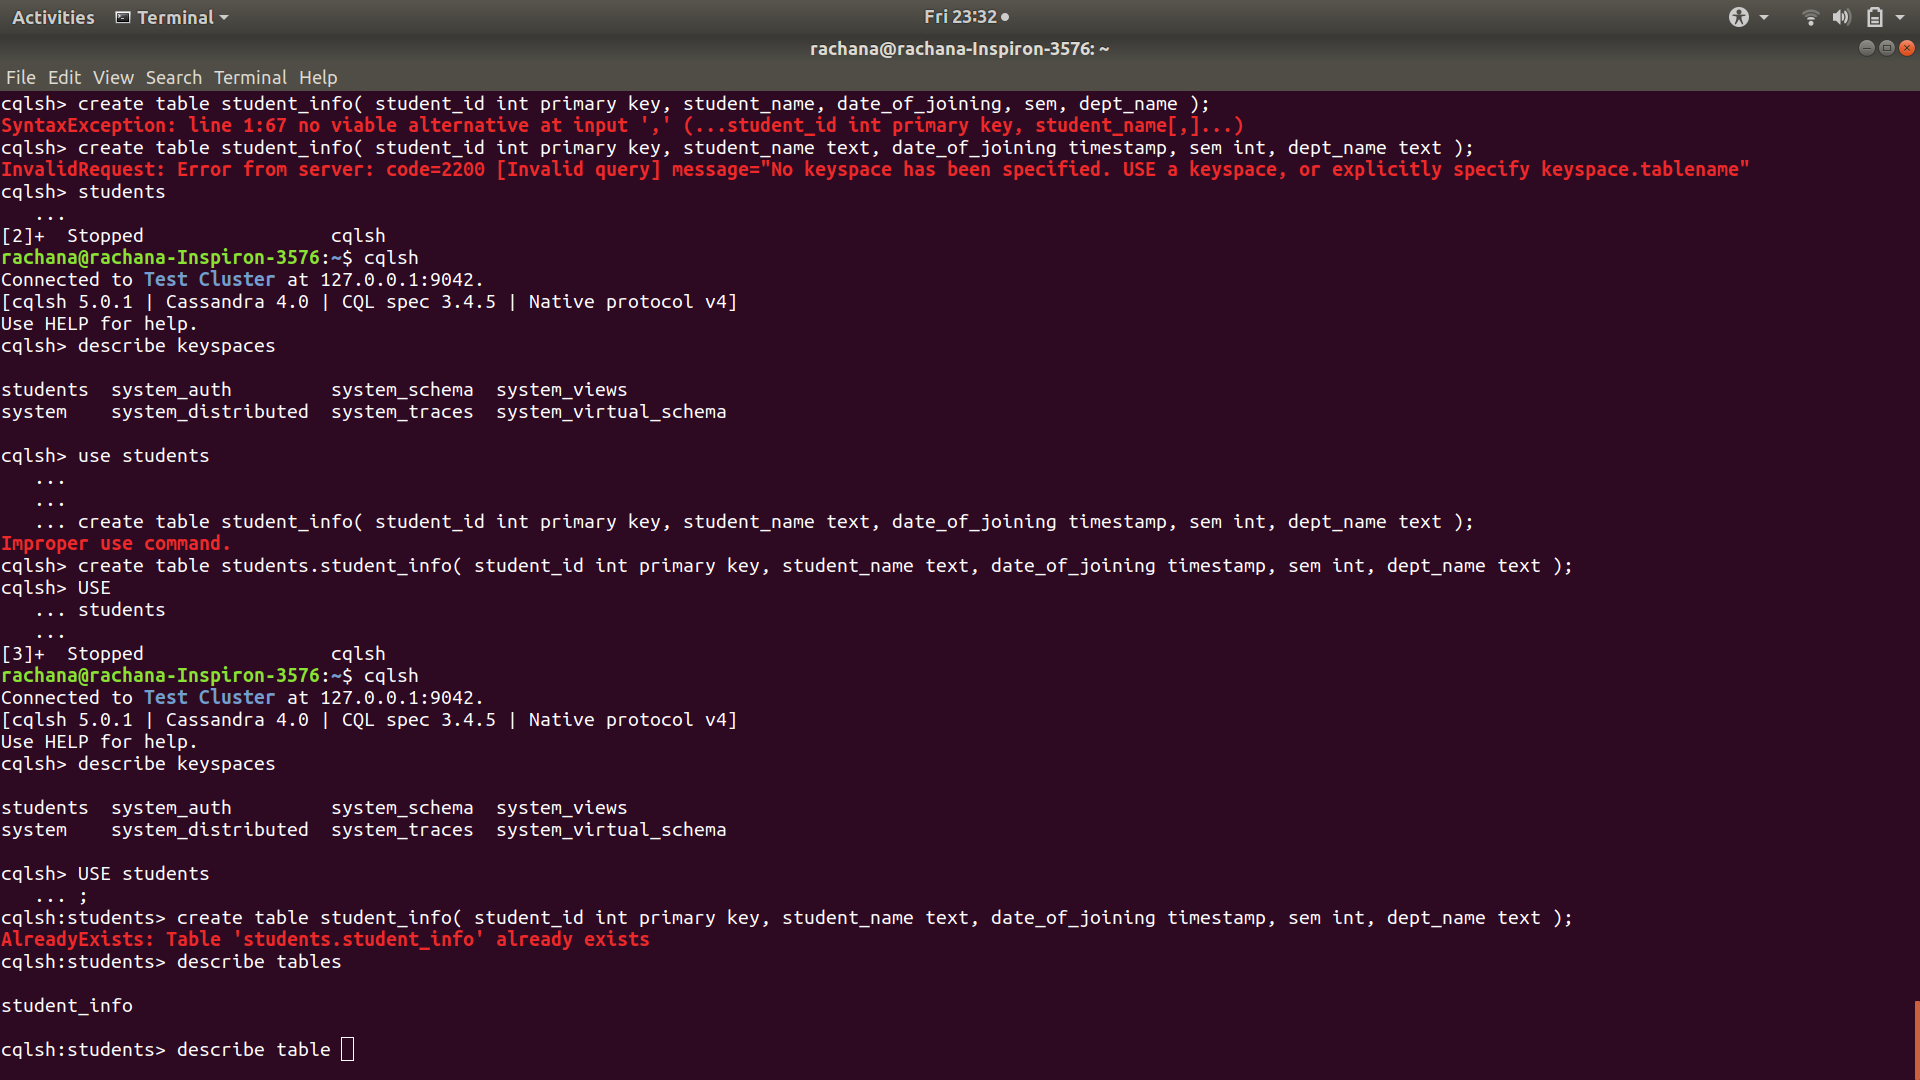 Activities Terminal Fri 23:32
rachana@rachana-Inspiron-3576: ~
File Edit View Search Terminal Help
cqlsh> create table student_info( student_id int primary key, student_name, date_of_joining, sem, dept_name );
SyntaxException: line 1:67 no viable alternative at input ',' (...student_id int primary key, student_name[,]...)
cqlsh> create table student_info( student_id int primary key, student_name text, date_of_joining timestamp, sem int, dept_name text );
InvalidRequest: Error from server: code=2200 [Invalid query] message="No keyspace has been specified. USE a keyspace, or explicitly specify keyspace.tablename"
cqlsh> students
   ...
[2]+  Stopped                 cqlsh
rachana@rachana-Inspiron-3576:~$ cqlsh
Connected to Test Cluster at 127.0.0.1:9042.
[cqlsh 5.0.1 | Cassandra 4.0 | CQL spec 3.4.5 | Native protocol v4]
Use HELP for help.
cqlsh> describe keyspaces
students  system_auth         system_schema  system_views
system    system_distributed  system_traces  system_virtual_schema
cqlsh> use students
   ...
   ...
   ... create table student_info( student_id int primary key, student_name text, date_of_joining timestamp, sem int, dept_name text );
Improper use command.
cqlsh> create table students.student_info( student_id int primary key, student_name text, date_of_joining timestamp, sem int, dept_name text );
cqlsh> USE
   ... students
   ...
[3]+  Stopped                 cqlsh
rachana@rachana-Inspiron-3576:~$ cqlsh
Connected to Test Cluster at 127.0.0.1:9042.
[cqlsh 5.0.1 | Cassandra 4.0 | CQL spec 3.4.5 | Native protocol v4]
Use HELP for help.
cqlsh> describe keyspaces
students  system_auth         system_schema  system_views
system    system_distributed  system_traces  system_virtual_schema
cqlsh> USE students
   ... ;
cqlsh:students> create table student_info( student_id int primary key, student_name text, date_of_joining timestamp, sem int, dept_name text );
AlreadyExists: Table 'students.student_info' already exists
cqlsh:students> describe tables
student_info
cqlsh:students> describe table